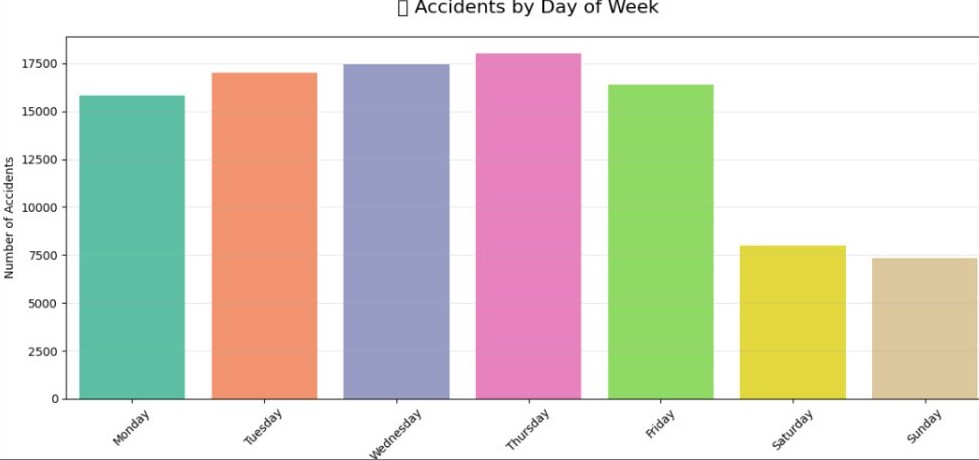 Accidents by Day of Week
Number of Accidents
17500
15000
12500
10000
7500
5000
2500
0
Monday
Tuesday
Wednesday
Thursday
Friday
Saturday
Sunday